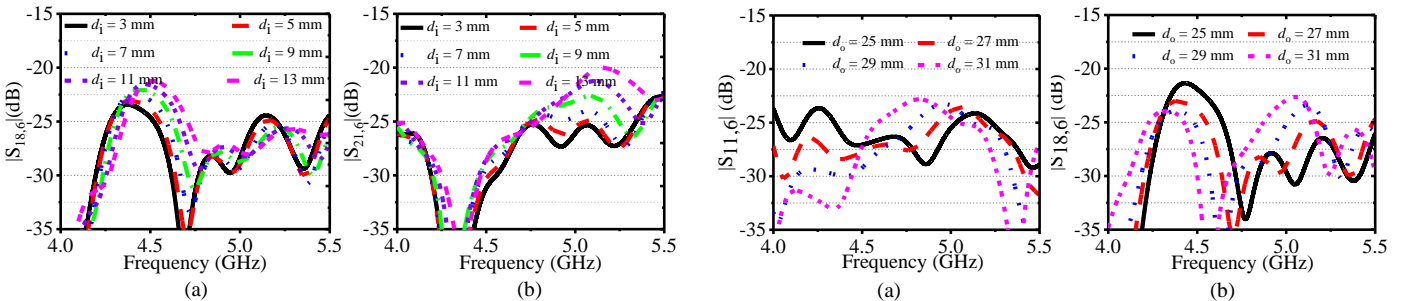 |S18,6|(dB)
-15
-20
-25
-30
-35
4.0 4.5 5.0 5.5
Frequency (GHz)
(a)
di = 3 mm di = 5 mm
di = 7 mm di = 9 mm
di = 11 mm di = 13 mm
|S21,6|(dB)
-15
-20
-25
-30
-35
4.0 4.5 5.0 5.5
Frequency (GHz)
(b)
di = 3 mm di = 5 mm
di = 7 mm di = 9 mm
di = 11 mm di = 13 mm
|S11,6|(dB)
-15
-20
-25
-30
-35
4.0 4.5 5.0 5.5
Frequency (GHz)
(a)
do = 25 mm do = 27 mm
do = 29 mm do = 31 mm
|S18,6|(dB)
-15
-20
-25
-30
-35
4.0 4.5 5.0 5.5
Frequency (GHz)
(b)
do = 25 mm do = 27 mm
do = 29 mm do = 31 mm